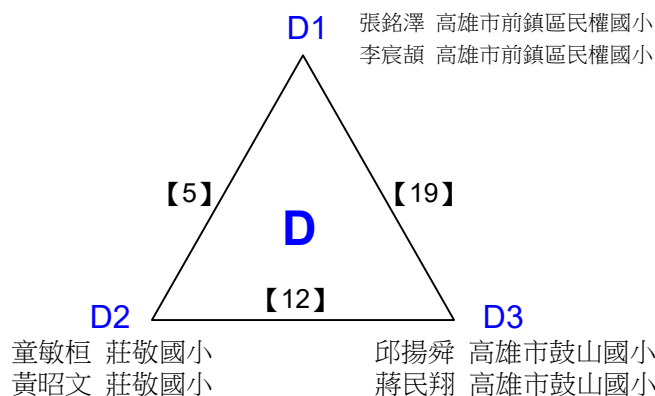 D1
張銘澤 高雄市前鎮區民權國小
李宸頡 高雄市前鎮區民權國小
【5】
【19】
D
【12】
D2
D3
童敏桓 莊敬國小
黃昭文 莊敬國小
邱揚舜 高雄市鼓山國小
蔣民翔 高雄市鼓山國小